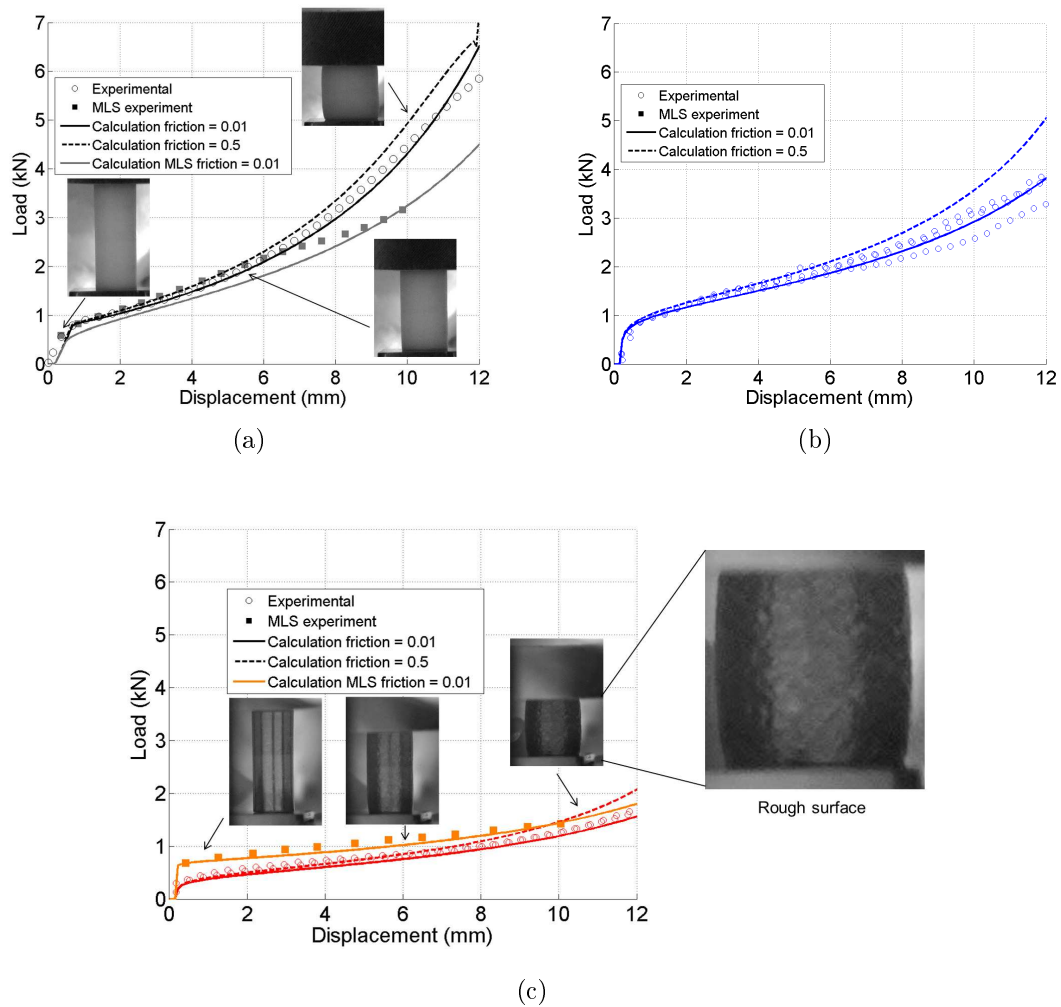 7
6
5
4
3
2
1
0
Load (kN)
Experimental
MLS experiment
Calculation friction = 0.01
Calculation friction = 0.5
Calculation MLS friction = 0.01
0 2 4 6 8 10 12
Displacement (mm)
(a)
7
6
5
4
3
2
1
0
Load (kN)
Experimental
MLS experiment
Calculation friction = 0.01
Calculation friction = 0.5
0 2 4 6 8 10 12
Displacement (mm)
(b)
7
6
5
4
3
2
1
0
Load (kN)
Experimental
MLS experiment
Calculation friction = 0.01
Calculation friction = 0.5
Calculation MLS friction = 0.01
0 2 4 6 8 10 12
Displacement (mm)
Rough surface
(c)